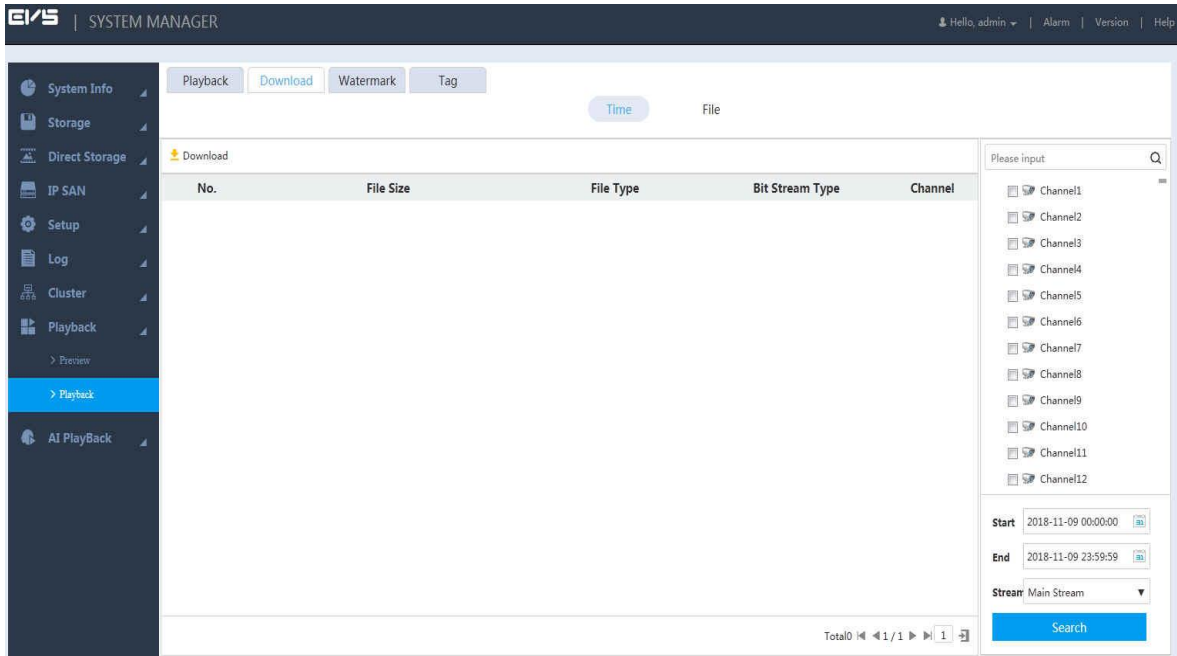 EVS | SYSTEM MANAGER
Hello, admin | Alarm | Version | Help
System Info
Storage
Direct Storage
IP SAN
Setup
Log
Cluster
Playback
> Preview
> Playback
AI PlayBack
Playback Download Watermark Tag
Time File
Download
No. File Size File Type Bit Stream Type Channel
Total0 1 / 1 1
Please input
Channel1
Channel2
Channel3
Channel4
Channel5
Channel6
Channel7
Channel8
Channel9
Channel10
Channel11
Channel12
Start 2018-11-09 00:00:00 31
End 2018-11-09 23:59:59 31
Stream Main Stream
Search